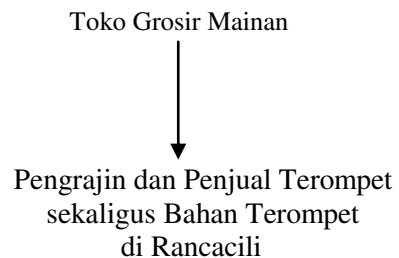 Toko Grosir Mainan
Pengrajin dan Penjual Terompet
sekaligus Bahan Terompet
di Rancacili